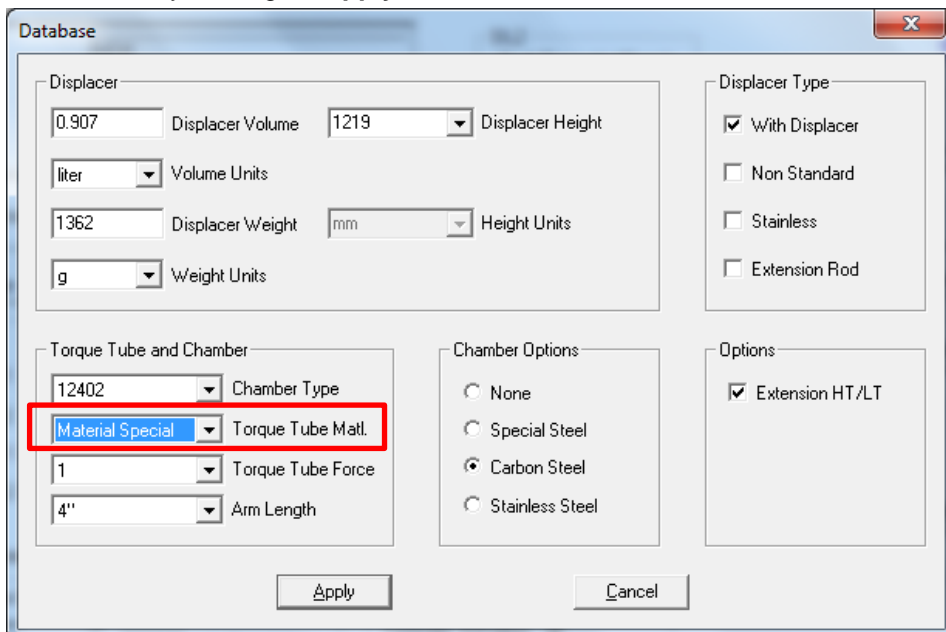 Database
X
Displacer
0.907 Displacer Volume 1219 Displacer Height
liter Volume Units
1362 Displacer Weight mm Height Units
g Weight Units
Displacer Type
With Displacer
Non Standard
Stainless
Extension Rod
Torque Tube and Chamber
12402 Chamber Type
Material Special Torque Tube Matl.
1 Torque Tube Force
4" Arm Length
Chamber Options
None
Special Steel
Carbon Steel
Stainless Steel
Options
Extension HT/LT
Apply
Cancel